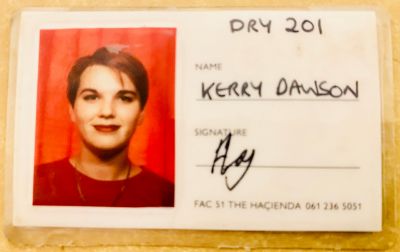 DRY 201
NAME
KERRY DAWSON
SIGNATURE
FAC 51 THE HAÇIENDA 061 236 5051